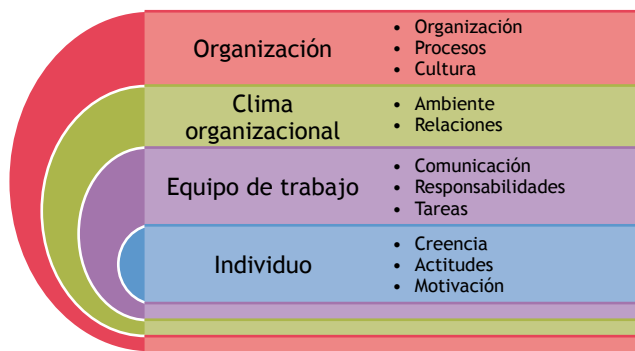 Organización
• Organización
• Procesos
• Cultura
Clima
organizacional
• Ambiente
• Relaciones
Equipo de trabajo
• Comunicación
• Responsabilidades
• Tareas
Individuo
• Creencia
• Actitudes
• Motivación